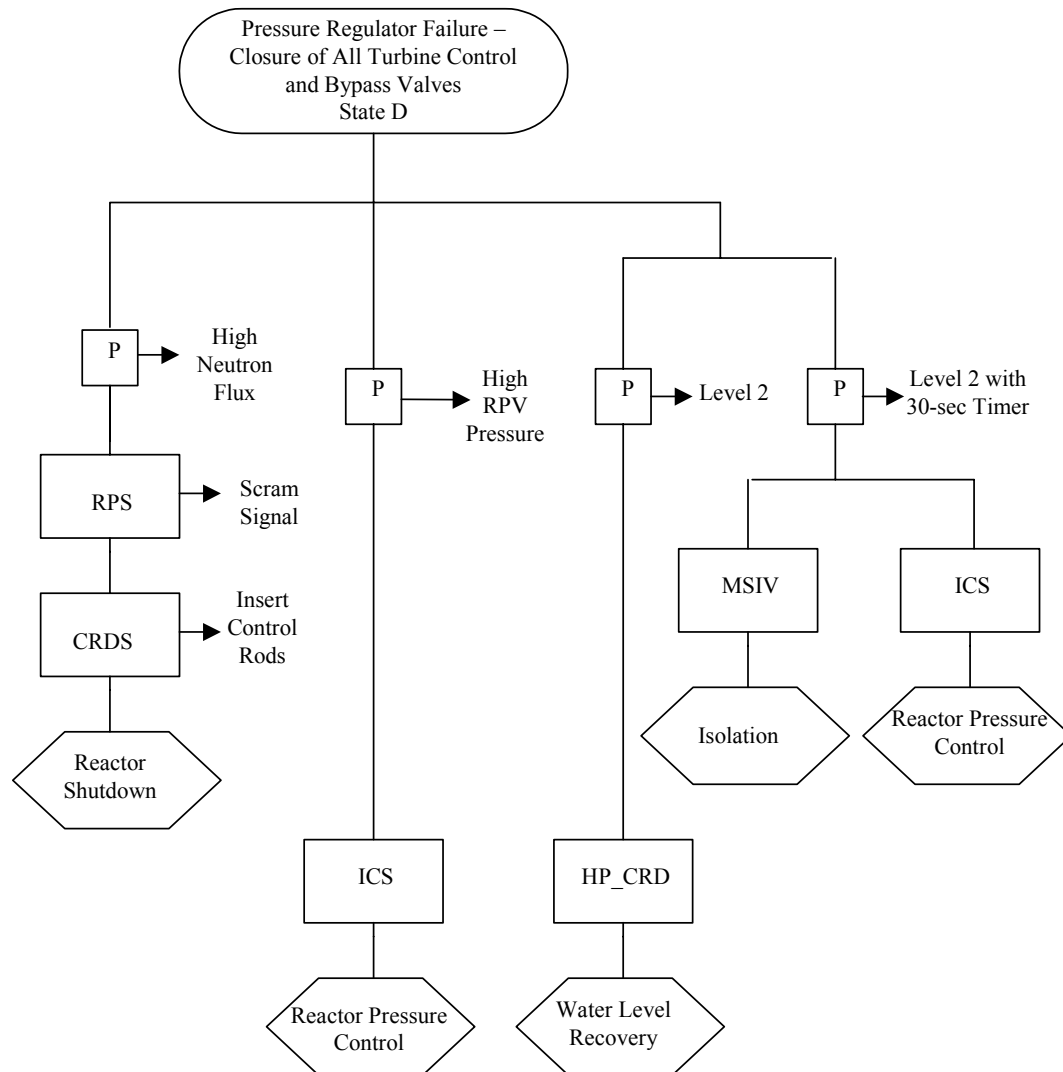 Pressure Regulator Failure –
Closure of All Turbine Control
and Bypass Valves
State D
P
High
Neutron
Flux
P
High
RPV
Pressure
P
Level 2
P
Level 2 with
30-sec Timer
RPS
Scram
Signal
CRDS
Insert
Control
Rods
Reactor
Shutdown
MSIV
ICS
Isolation
Reactor Pressure
Control
ICS
HP_CRD
Reactor Pressure
Control
Water Level
Recovery